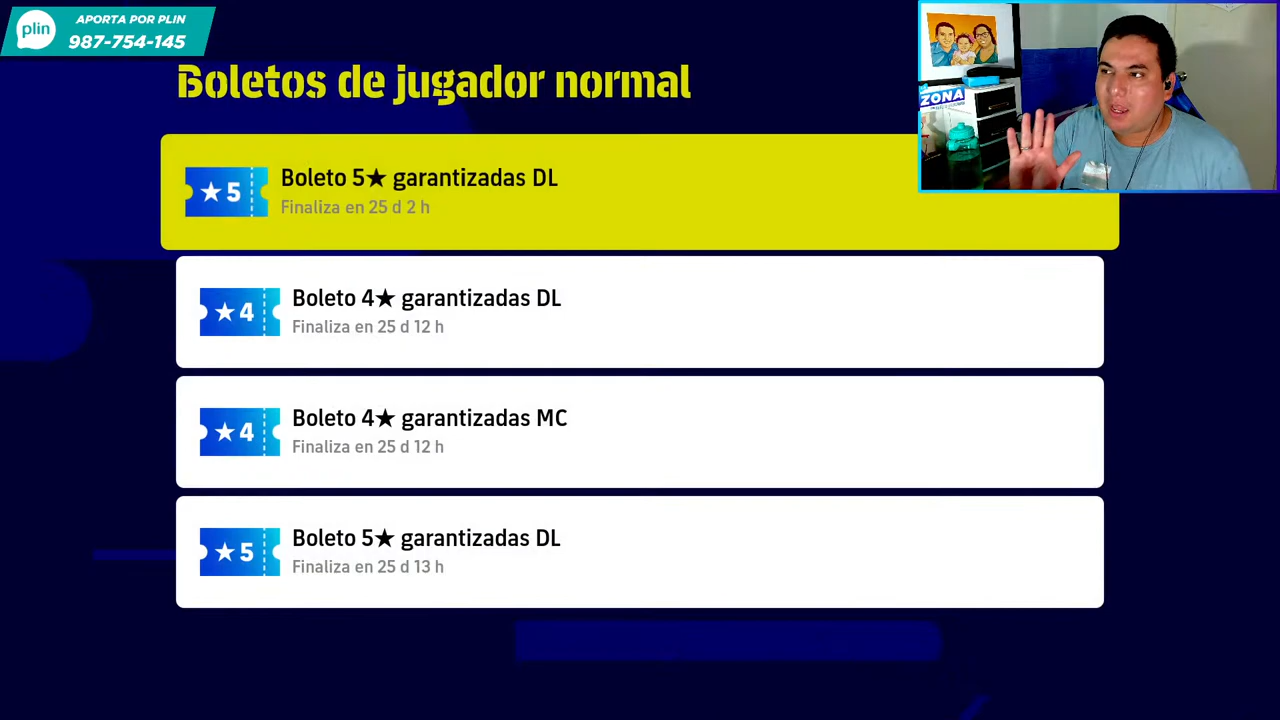 plin
APORTA POR PLIN
987-754-145
Boletos de jugador normal
★5
Boleto 5★ garantizadas DL
Finaliza en 25 d 2 h
★4
Boleto 4★ garantizadas DL
Finaliza en 25 d 12 h
★4
Boleto 4★ garantizadas MC
Finaliza en 25 d 12 h
★5
Boleto 5★ garantizadas DL
Finaliza en 25 d 13 h
ZONA